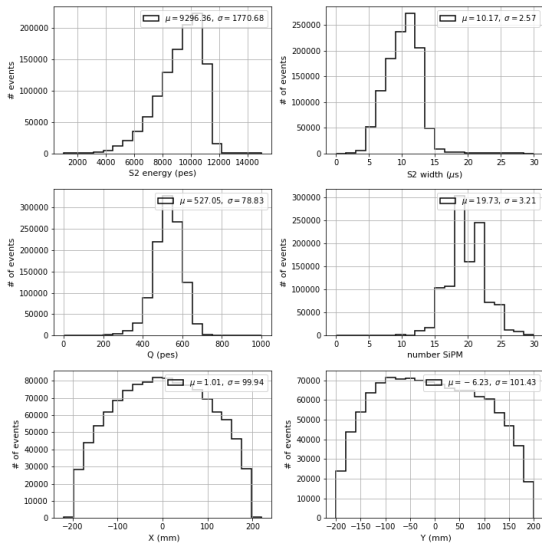 μ = 9296.36, σ = 1770.68
# events
200000
150000
100000
50000
0
2000 4000 6000 8000 10000 12000 14000
S2 energy (pes)
μ = 10.17, σ = 2.57
# of events
250000
200000
150000
100000
50000
0
0 5 10 15 20 25 30
S2 width (μs)
μ = 527.05, σ = 78.83
# of events
300000
250000
200000
150000
100000
50000
0
0 200 400 600 800 1000
Q (pes)
μ = 19.73, σ = 3.21
# of events
300000
250000
200000
150000
100000
50000
0
0 5 10 15 20 25 30
number SiPM
μ = 1.01, σ = 99.94
# of events
80000
70000
60000
50000
40000
30000
20000
10000
0
−200 −100 0 100 200
X (mm)
μ = −6.23, σ = 101.43
# of events
70000
60000
50000
40000
30000
20000
10000
0
−200 −150 −100 −50 0 50 100 150 200
Y (mm)